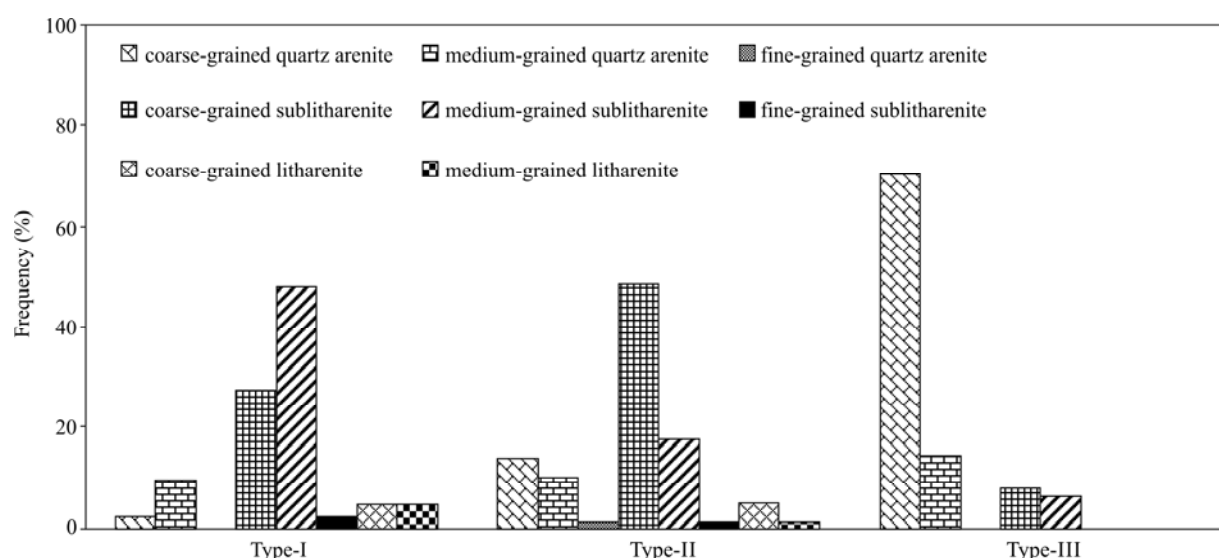 100
coarse-grained quartz arenite medium-grained quartz arenite fine-grained quartz arenite
coarse-grained sublitharenite medium-grained sublitharenite fine-grained sublitharenite
80
coarse-grained litharenite medium-grained litharenite
60
Frequency (%)
40
20
0
Type-I Type-II Type-III